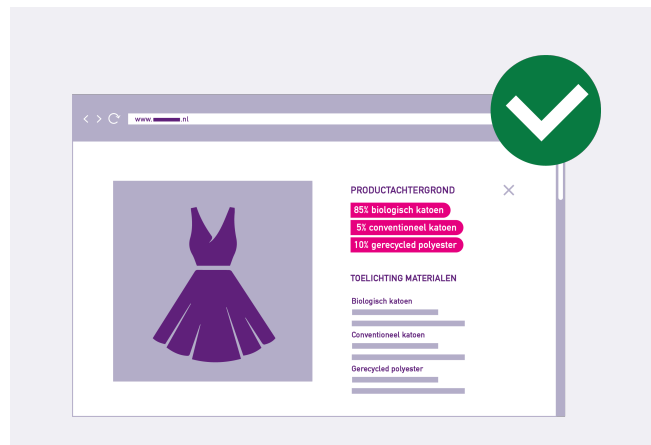 www. .nl
PRODUCTACHTERGROND
85% biologisch katoen
5% conventioneel katoen
10% gerecycled polyester
TOELICHTING MATERIALEN
Biologisch katoen
Conventioneel katoen
Gerecycled polyester